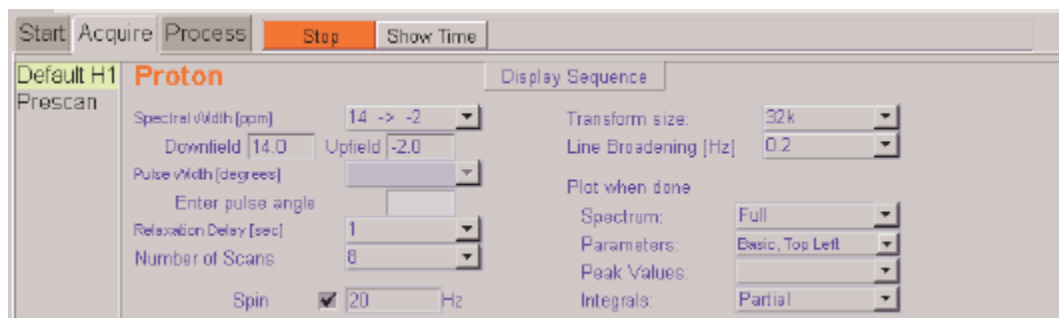 Start Acquire Process Stop Show Time
Default H1 Proton Display Sequence
Prescan
Spectral Width [ppm] 14 -> -2 Transform size: 32k
Downfield 14.0 Upfield -2.0 Line Broadening [Hz] 0.2
Pulse Width [degrees]
Plot when done
Enter pulse angle Spectrum: Full
Relaxation Delay [sec] 1
Parameters: Basic, Top Left
Number of Scans 8
Peak Values:
Spin 20 Hz Integrals: Partial